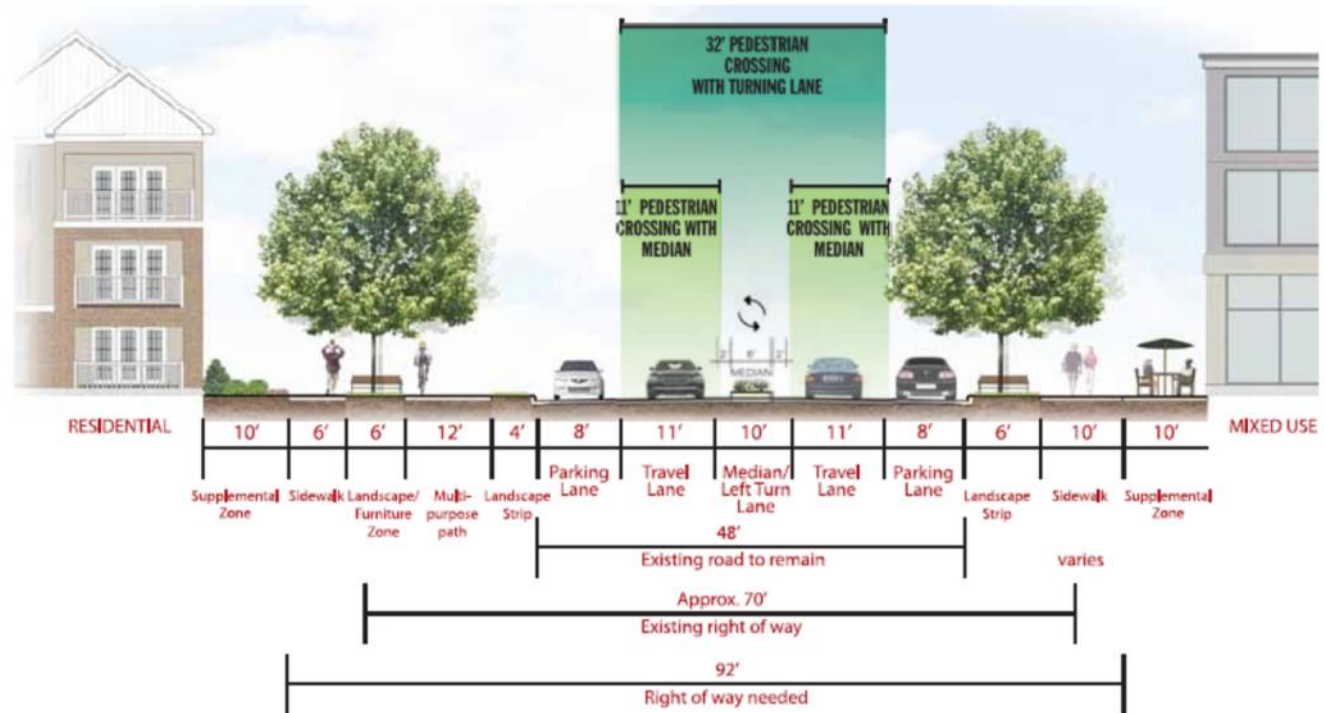 32' PEDESTRIAN
CROSSING
WITH TURNING LANE
11' PEDESTRIAN
CROSSING WITH
MEDIAN
11' PEDESTRIAN
CROSSING WITH
MEDIAN
2' 6' 2'
MEDIAN
RESIDENTIAL
MIXED USE
10' 6' 6' 12' 4' 8' 11' 10' 11' 8' 6' 10' 10'
Supplemental
Zone
Sidewalk
Landscape/
Furniture
Zone
Multi-
purpose
path
Landscape
Strip
Parking
Lane
Travel
Lane
Median/
Left Turn
Lane
Travel
Lane
Parking
Lane
Landscape
Strip
Sidewalk
Supplemental
Zone
48'
Existing road to remain
varies
Approx. 70'
Existing right of way
92'
Right of way needed